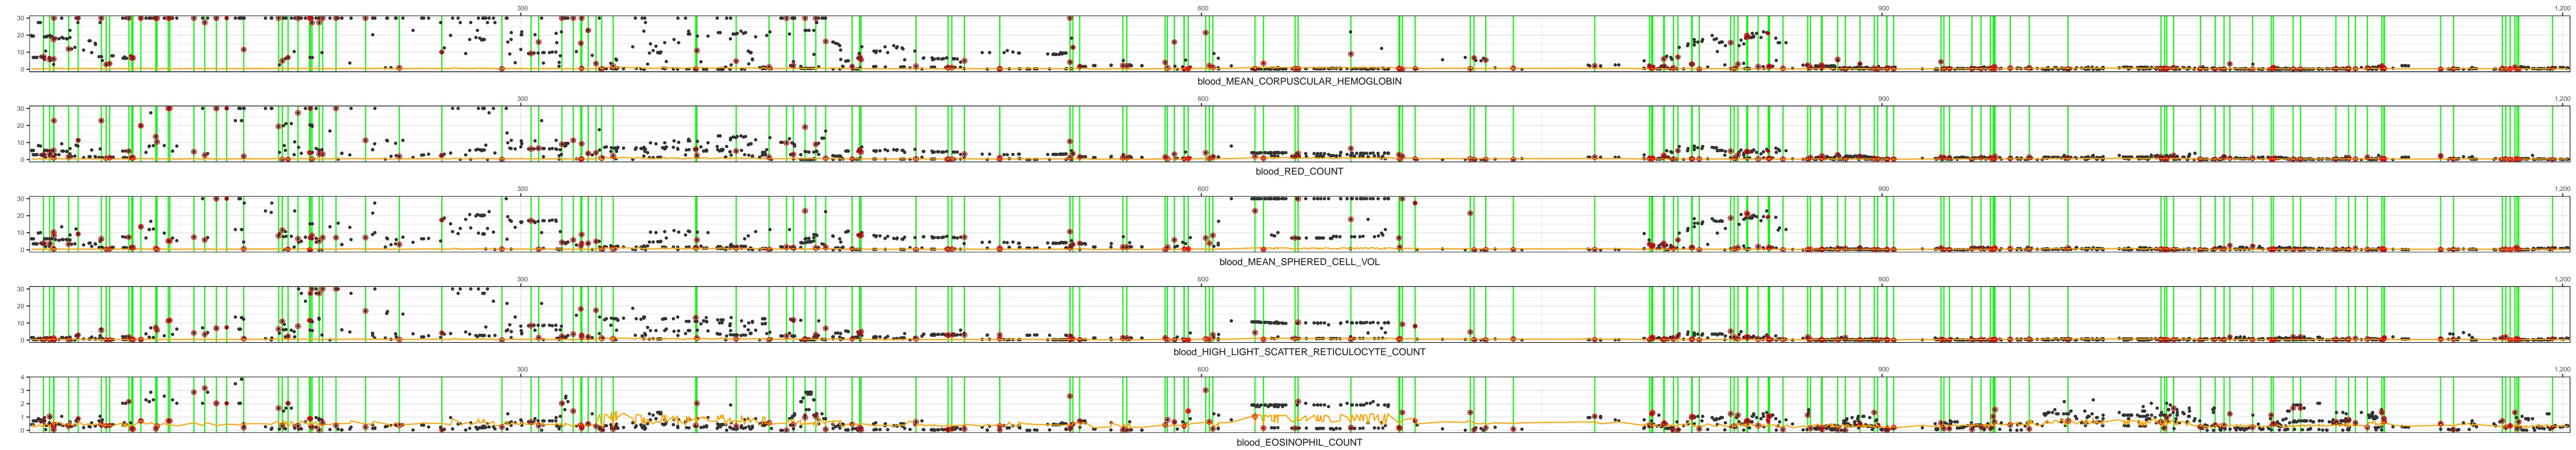 300 600 900 1,200
30
20
10
0
blood_MEAN_CORPUSCULAR_HEMOGLOBIN
300 600 900 1,200
30
20
10
0
blood_RED_COUNT
300 600 900 1,200
30
20
10
0
blood_MEAN_SPHERED_CELL_VOL
300 600 900 1,200
30
20
10
0
blood_HIGH_LIGHT_SCATTER_RETICULOCYTE_COUNT
300 600 900 1,200
4
3
2
1
0
blood_EOSINOPHIL_COUNT